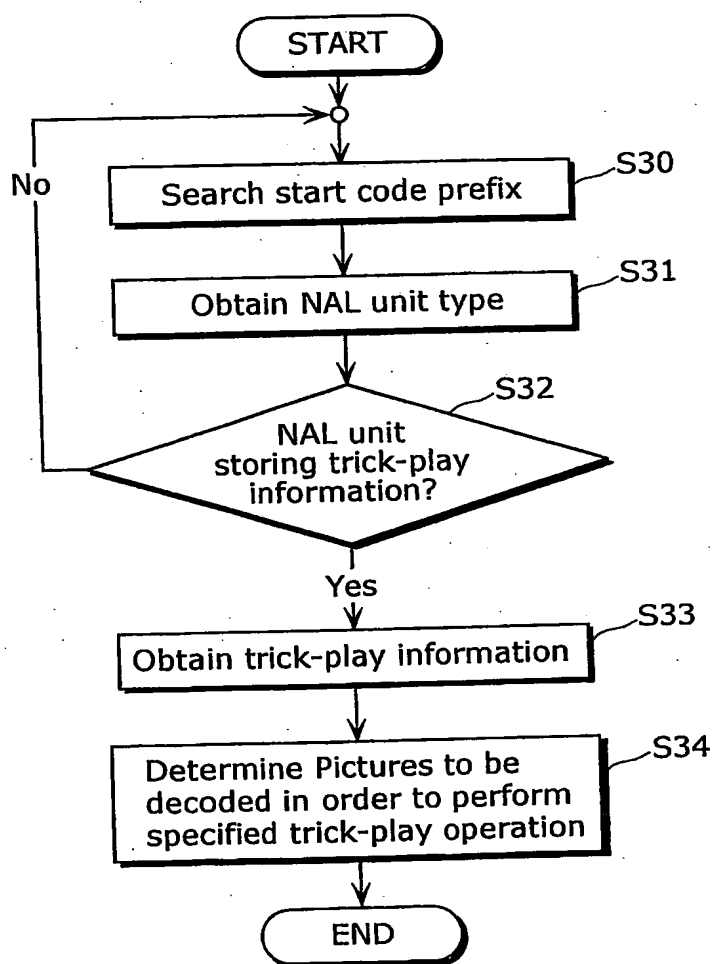 START
No
S30
Search start code prefix
S31
Obtain NAL unit type
S32
NAL unit
storing trick-play
information?
Yes
S33
Obtain trick-play information
S34
Determine Pictures to be
decoded in order to perform
specified trick-play operation
END